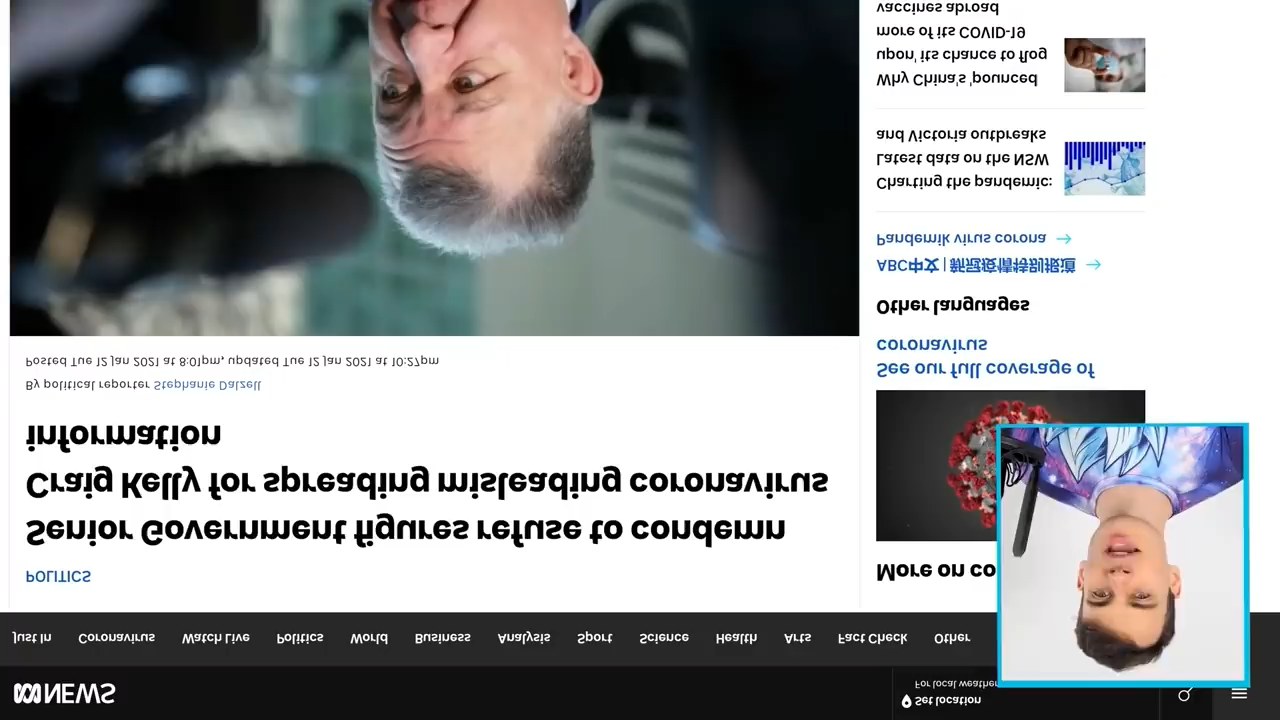 NEWS
Set location
For local weather
Just In Coronavirus Watch Live Politics World Business Analysis Sport Science Health Arts Fact Check Other
POLITICS
Senior Government figures refuse to condemn
Craig Kelly for spreading misleading coronavirus
information
By political reporter Stephanie Dalzell
Posted Tue 12 Jan 2021 at 8:01pm, updated Tue 12 Jan 2021 at 10:27pm
More on co
See our full coverage of
coronavirus
Other languages
ABC中文 | 新冠疫情特别报道
Pandemik virus corona
Charting the pandemic:
Latest data on the NSW
and Victoria outbreaks
Why China's 'pounced
upon' its chance to flog
more of its COVID-19
vaccines abroad